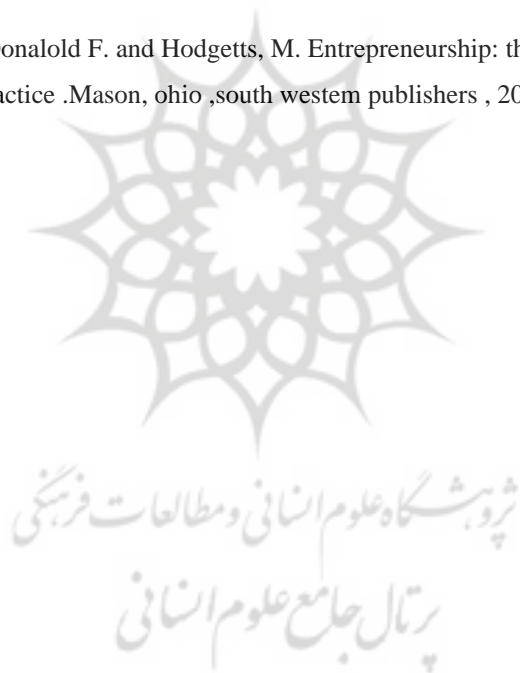 onalold F. and Hodgetts, M. Entrepreneurship: th
actice .Mason, ohio ,south westem publishers , 20
پژوهشگاه علوم انسانی و مطالعات فرهنگی
پرتال جامع علوم انسانی